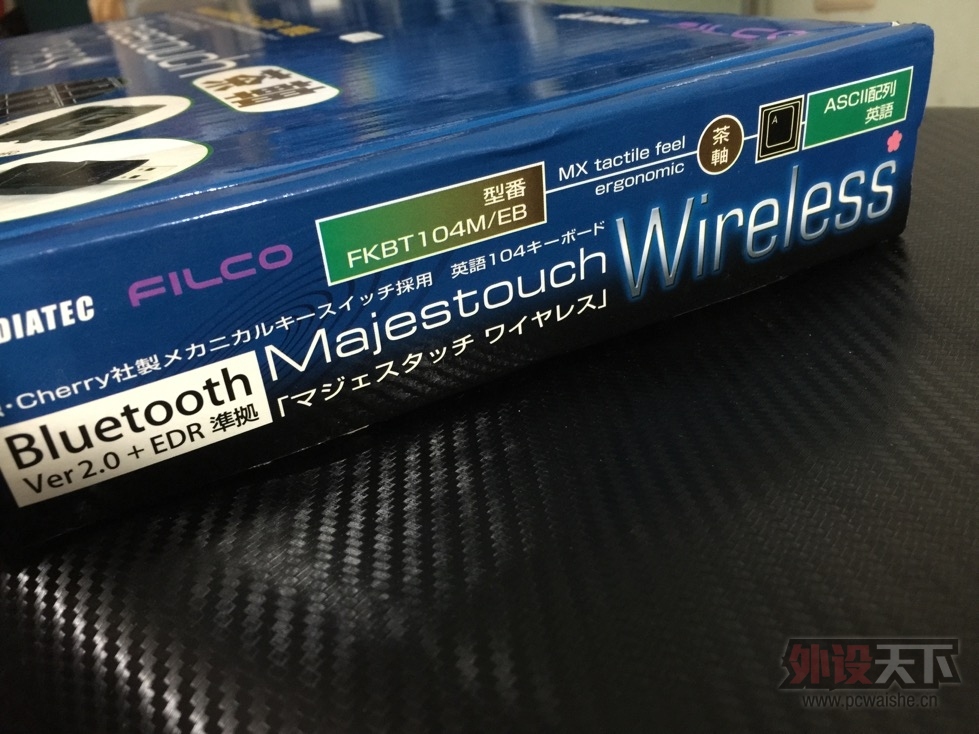 FILCO
茶軸
ASCII配列
英語
A
茶軸
MX tactile feel
ergonomic
型番
FKBT104M/EB
DIATEC
FILCO
・Cherry社製メカニカルキースイッチ採用 英語104キーボード
Majestouch Wireless
「マジェスタッチ ワイヤレス」
Bluetooth
Ver 2.0 + EDR 準拠
外设天下
www.pcwaishe.cn